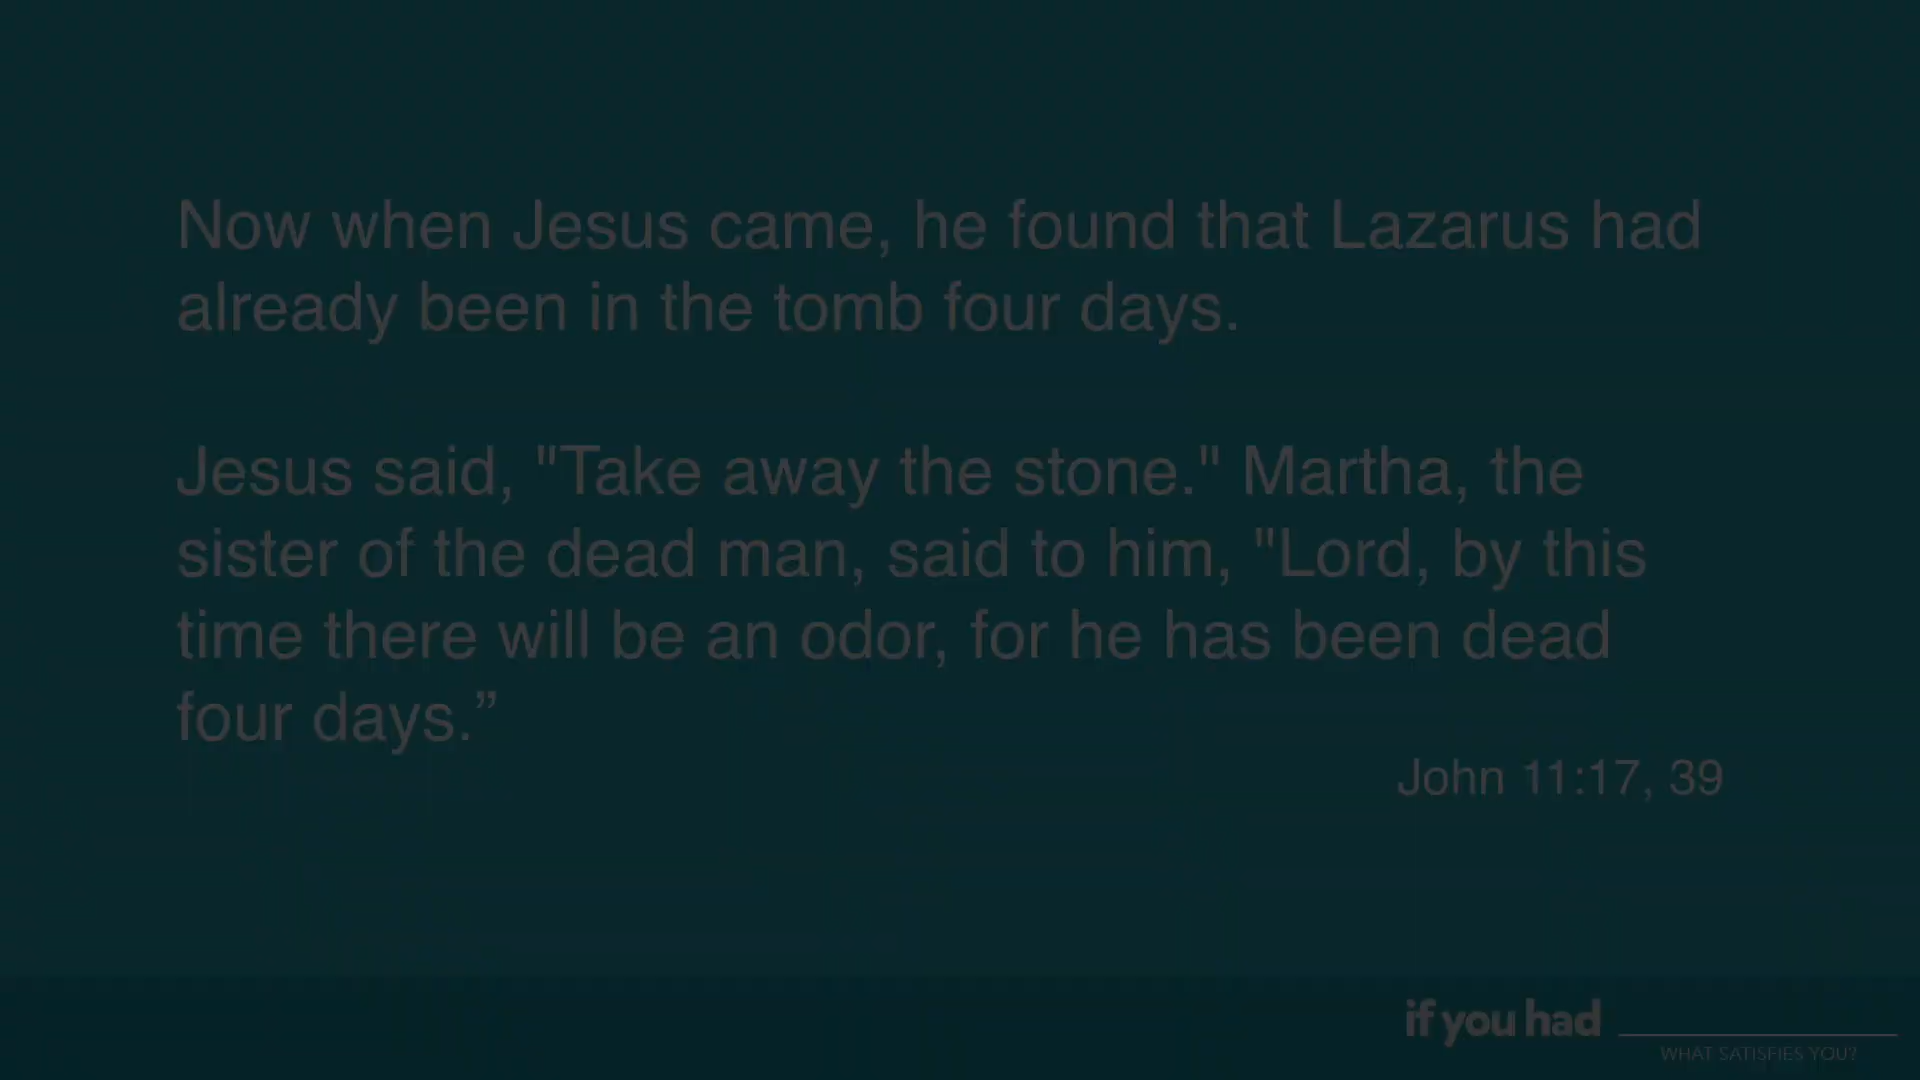 Now when Jesus came, he found that Lazarus had
already been in the tomb four days.
Jesus said, "Take away the stone." Martha, the
sister of the dead man, said to him, "Lord, by this
time there will be an odor, for he has been dead
four days.”
John 11:17, 39
if you had
WHAT SATISFIES YOU?